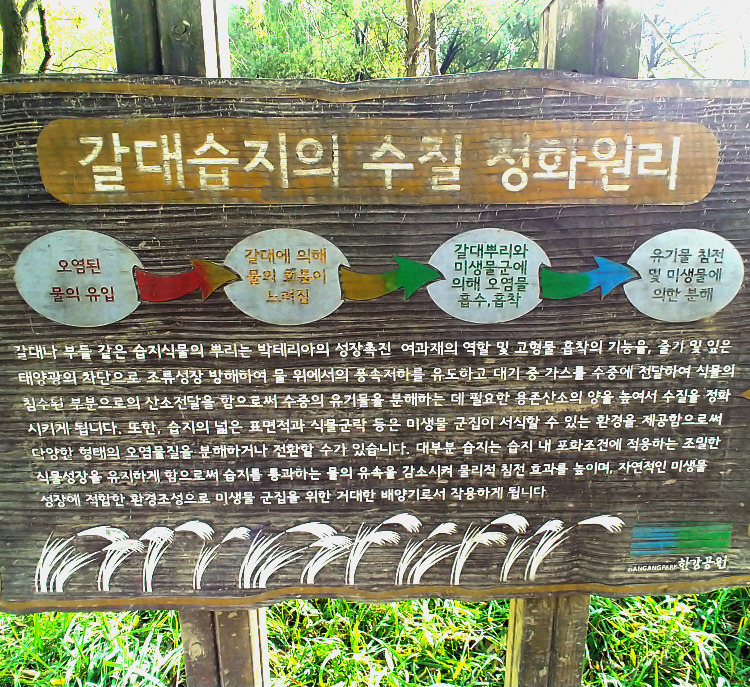 갈대습지의 수질 정화원리
오염된
물의 유입
갈대에 의해
물의 흐름이
느려짐
갈대뿌리와
미생물군에
의해 오염물
흡수,흡착
유기물 침전
및 미생물에
의한 분해
갈대나 부들 같은 습지식물의 뿌리는 박테리아의 성장촉진 여과재의 역할 및 고형물 흡착의 기능을, 줄기 및 잎은
태양광의 차단으로 조류성장 방해하여 물 위에서의 풍속저하를 유도하고 대기 중 가스를 수중에 전달하여 식물의
침수된 부분으로의 산소전달을 함으로써 수중의 유기물을 분해하는 데 필요한 용존산소의 양을 높여서 수질을 정화
시키게 됩니다. 또한, 습지의 넓은 표면적과 식물군락 등은 미생물 군집이 서식할 수 있는 환경을 제공함으로써
다양한 형태의 오염물질을 분해하거나 전환할 수가 있습니다. 대부분 습지는 습지 내 포화조건에 적응하는 조밀한
식물성장을 유지하게 함으로써 습지를 통과하는 물의 유속을 감소시켜 물리적 침전 효과를 높이며, 자연적인 미생물
성장에 적합한 환경조성으로 미생물 군집을 위한 거대한 배양기로서 작용하게 됩니다
HANGANGPARK 한강공원